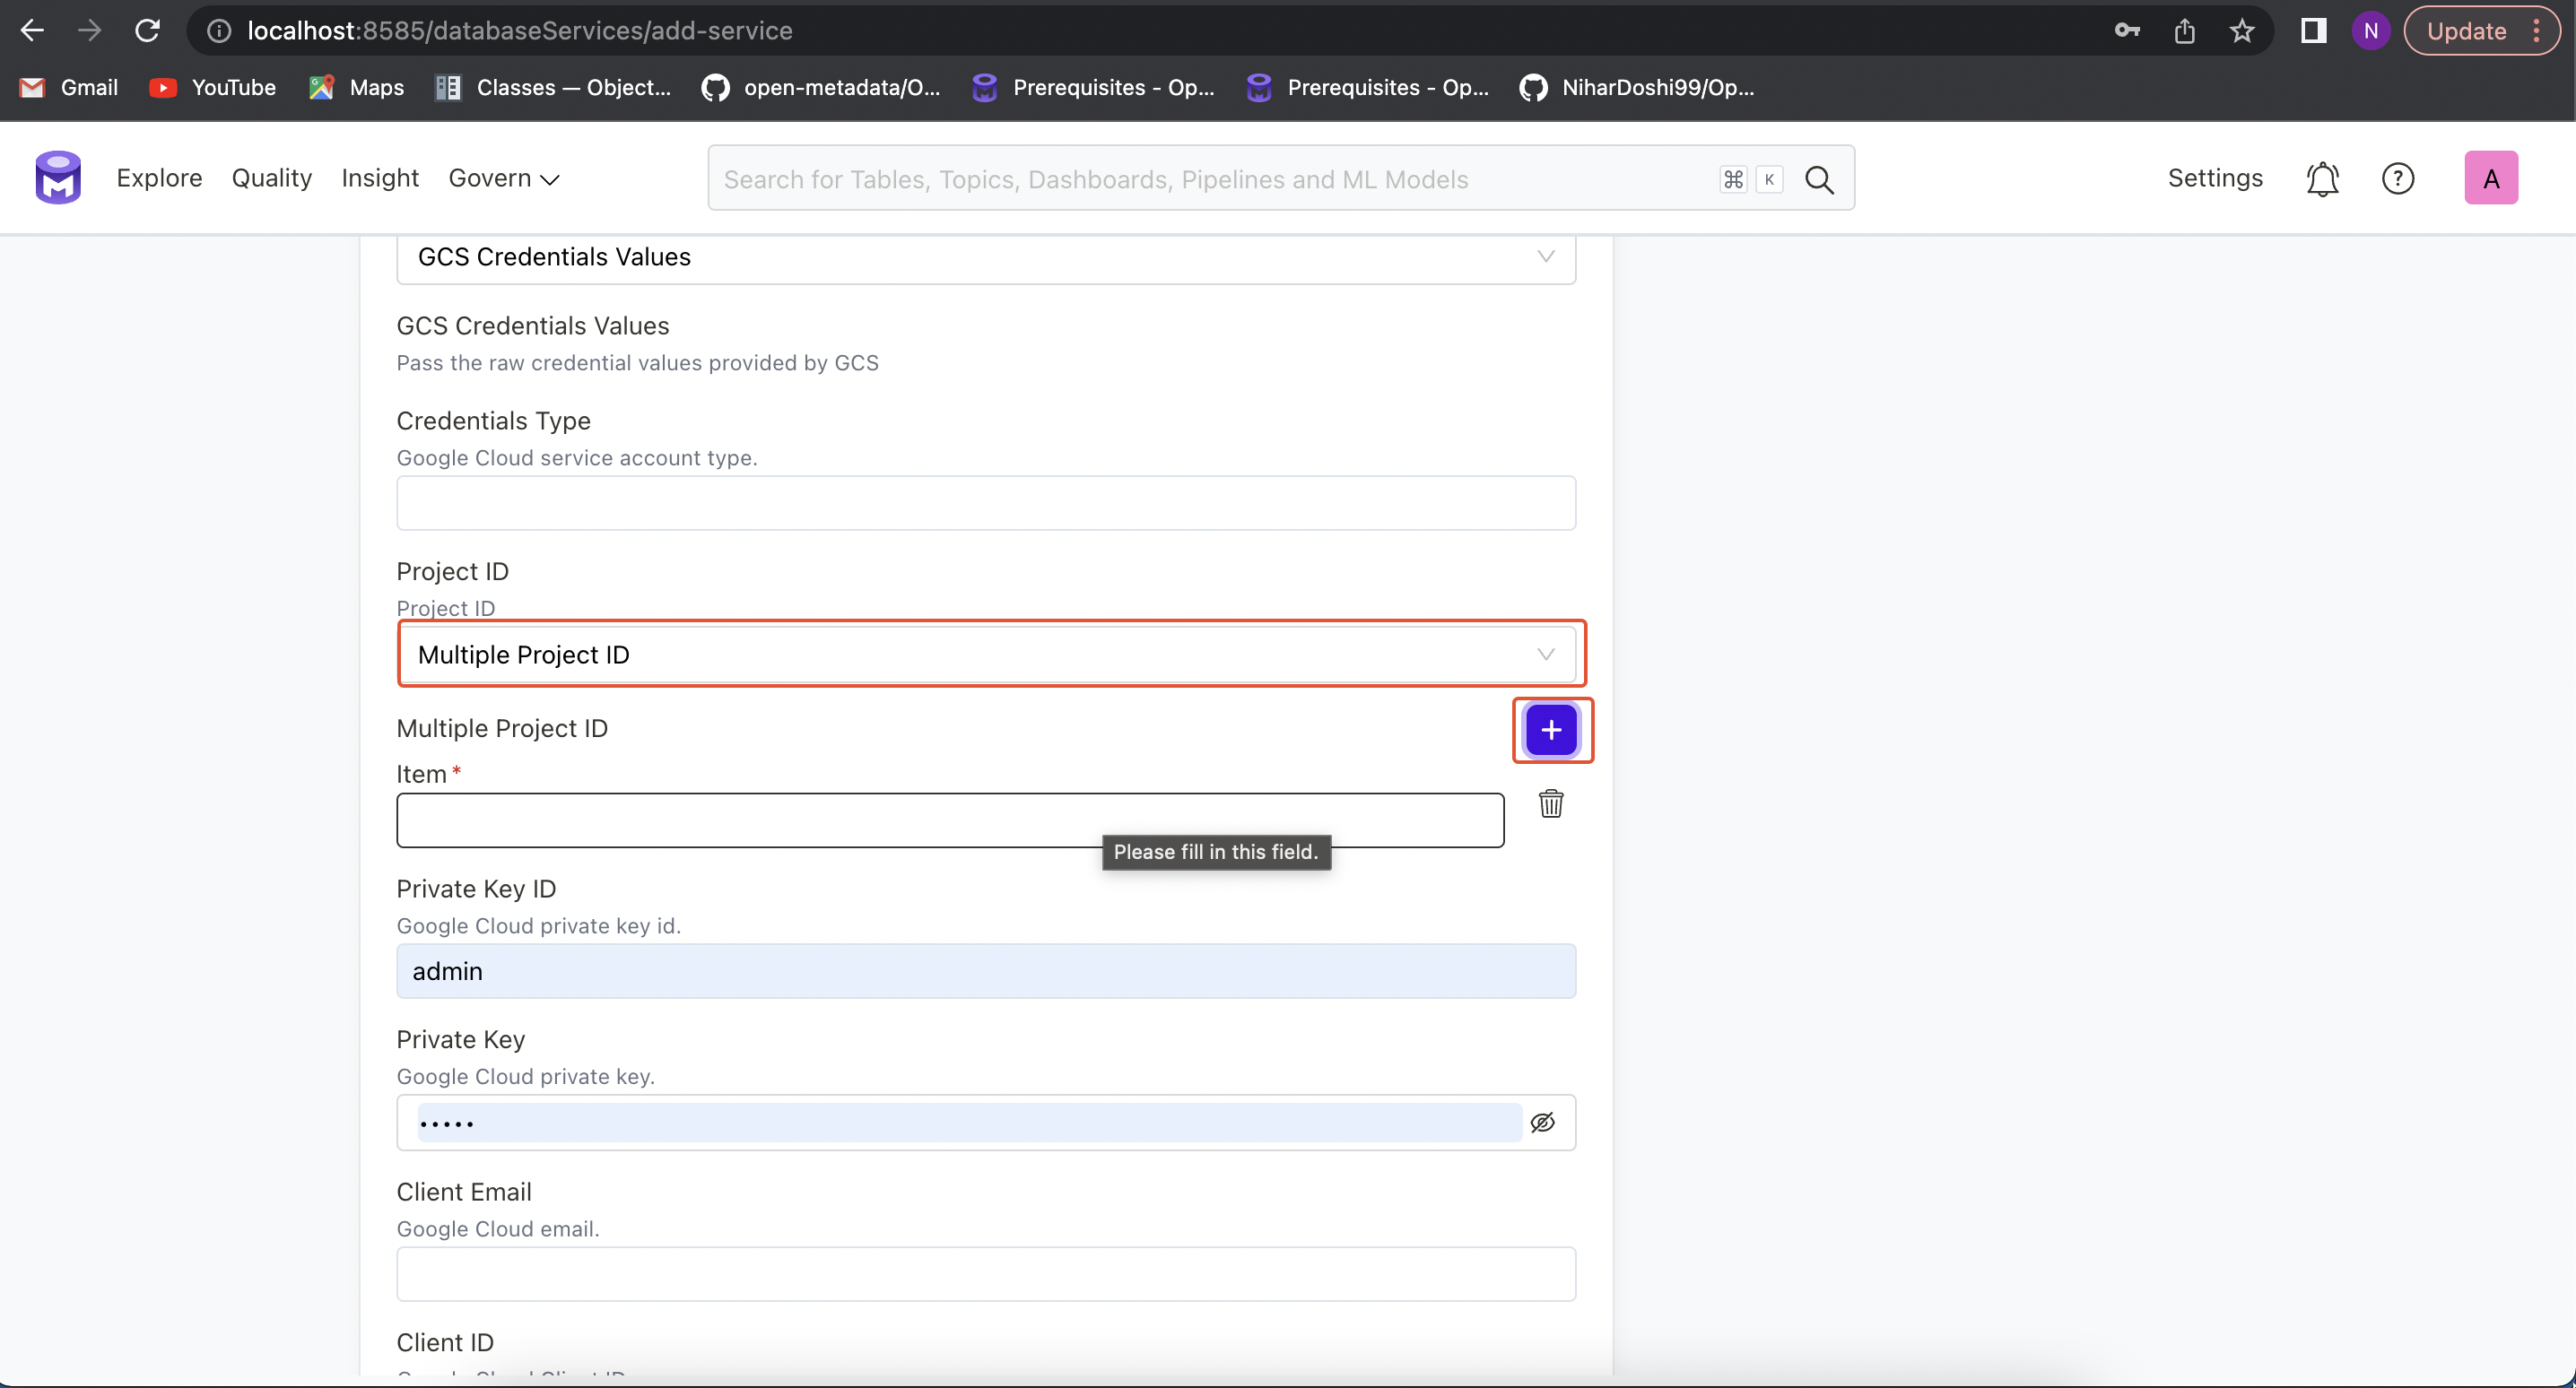 localhost:8585/databaseServices/add-service
N
Update
Gmail
YouTube
Maps
Classes — Object...
open-metadata/O...
Prerequisites - Op...
Prerequisites - Op...
NiharDoshi99/Op...
Explore
Quality
Insight
Govern
Search for Tables, Topics, Dashboards, Pipelines and ML Models
⌘ K
Settings
A
GCS Credentials Values
GCS Credentials Values
Pass the raw credential values provided by GCS
Credentials Type
Google Cloud service account type.
Project ID
Project ID
Multiple Project ID
Multiple Project ID
Item *
Please fill in this field.
Private Key ID
Google Cloud private key id.
admin
Private Key
Google Cloud private key.
•••••
Client Email
Google Cloud email.
Client ID